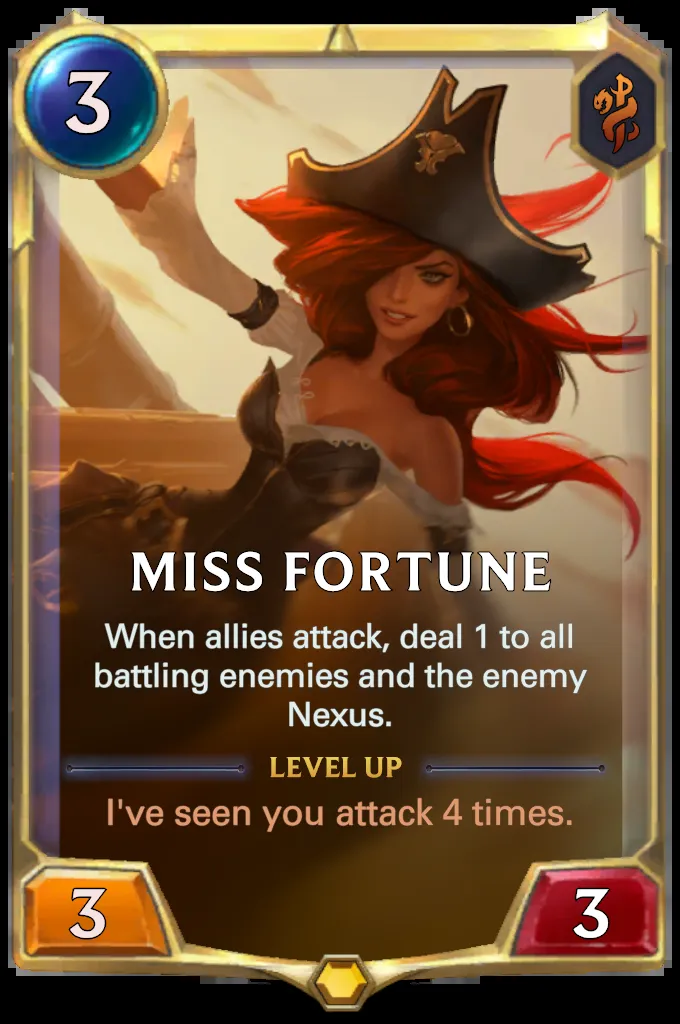 3
MISS FORTUNE
When allies attack, deal 1 to all
battling enemies and the enemy
Nexus.
LEVEL UP
I've seen you attack 4 times.
3 3